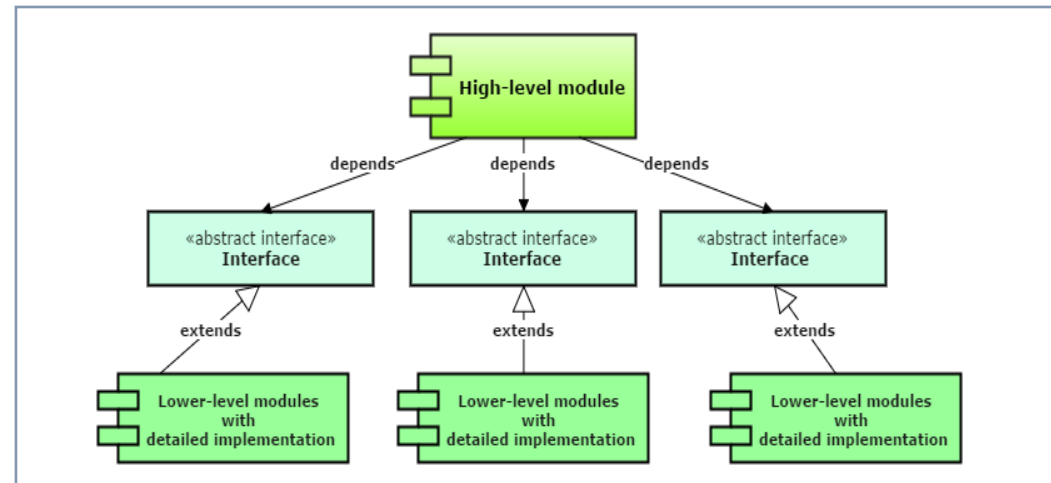 High-level module
depends
depends
depends
«abstract interface»
Interface
«abstract interface»
Interface
«abstract interface»
Interface
extends
extends
extends
Lower-level modules
with
detailed implementation
Lower-level modules
with
detailed implementation
Lower-level modules
with
detailed implementation